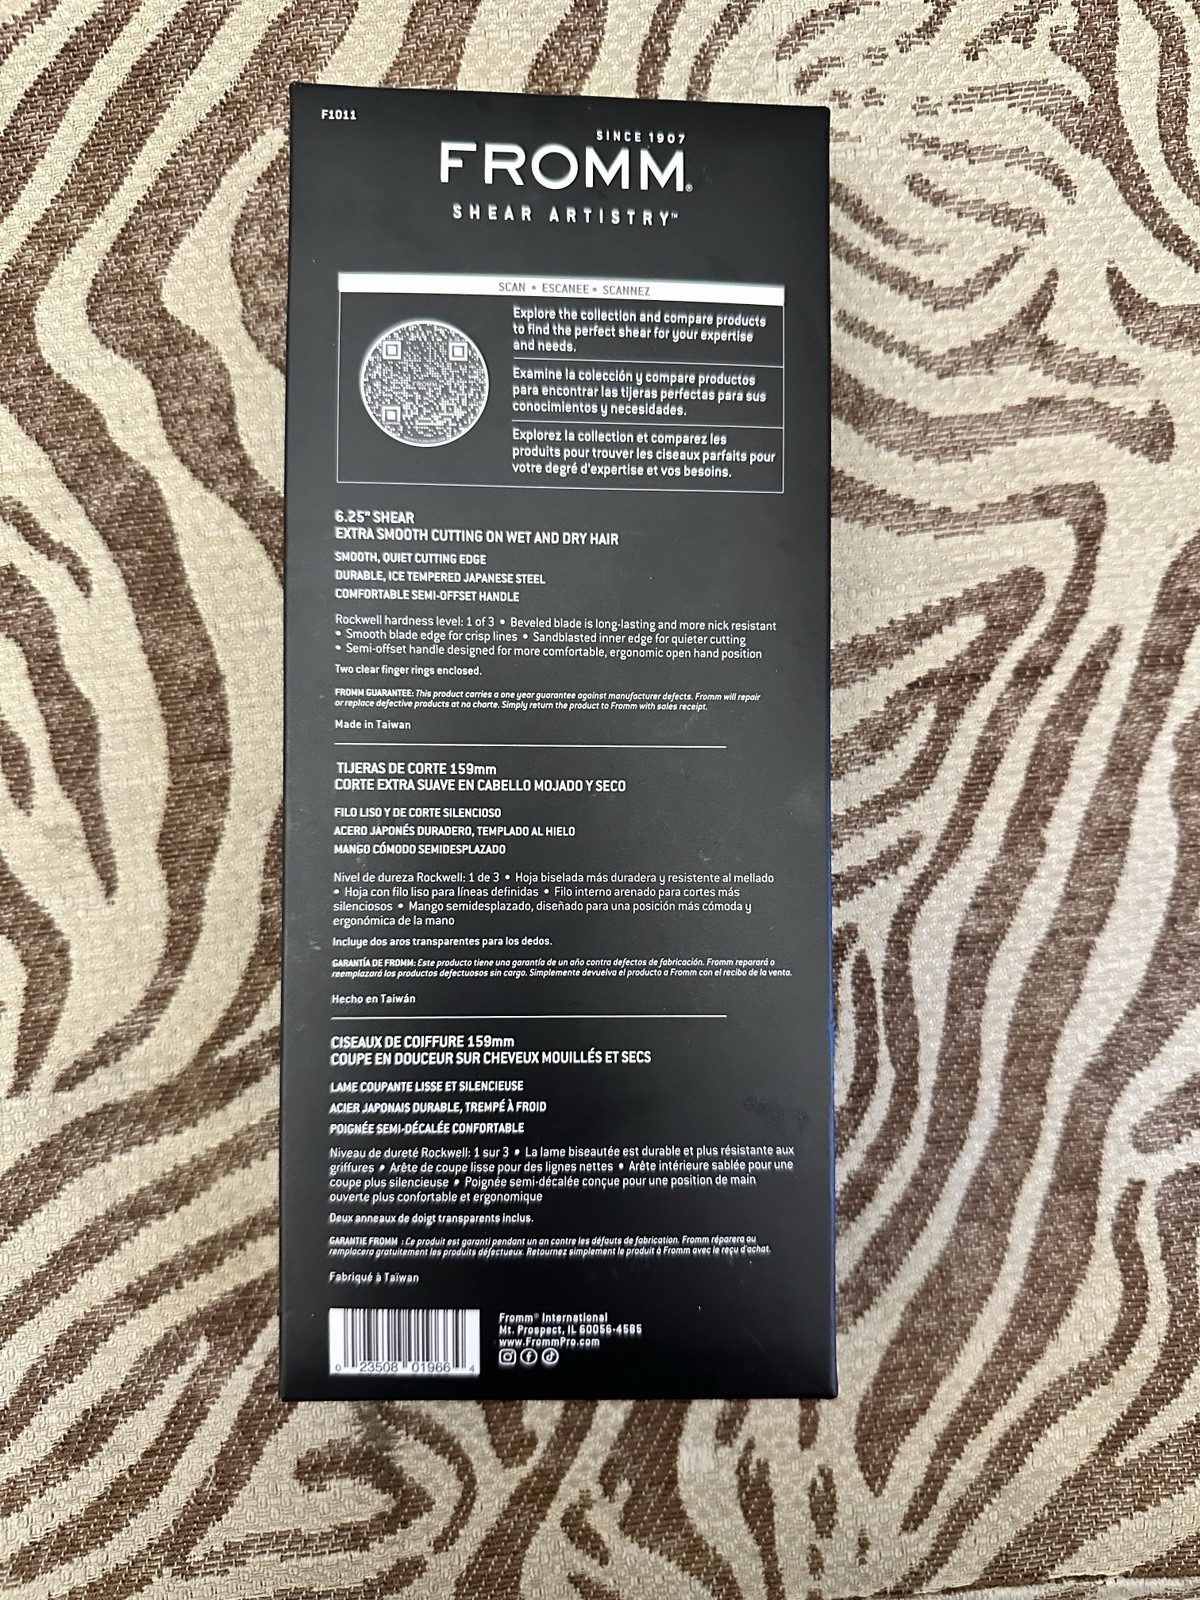 F1011
SINCE 1907
FROMM®
SHEAR ARTISTRY™
SCAN • ESCANEE • SCANNEZ
Explore the collection and compare products
to find the perfect shear for your expertise
and needs.
Examine la colección y compare productos
para encontrar las tijeras perfectas para sus
conocimientos y necesidades.
Explorez la collection et comparez les
produits pour trouver les ciseaux parfaits pour
votre degré d'expertise et vos besoins.
FROMM
6.25" SHEAR
EXTRA SMOOTH CUTTING ON WET AND DRY HAIR
SMOOTH, QUIET CUTTING EDGE
DURABLE, ICE TEMPERED JAPANESE STEEL
COMFORTABLE SEMI-OFFSET HANDLE
Rockwell hardness level: 1 of 3 • Beveled blade is long-lasting and more nick resistant
• Smooth blade edge for crisp lines • Sandblasted inner edge for quieter cutting
• Semi-offset handle designed for more comfortable, ergonomic open hand position
Two clear finger rings enclosed.
FROMM GUARANTEE: This product carries a one year guarantee against manufacturer defects. Fromm will repair
or replace defective products at no charte. Simply return the product to Fromm with sales receipt.
Made in Taiwan
TIJERAS DE CORTE 159mm
CORTE EXTRA SUAVE EN CABELLO MOJADO Y SECO
FILO LISO Y DE CORTE SILENCIOSO
ACERO JAPONÉS DURADERO, TEMPLADO AL HIELO
MANGO CÓMODO SEMIDESPLAZADO
Nivel de dureza Rockwell: 1 de 3 • Hoja biselada más duradera y resistente al mellado
• Hoja con filo liso para líneas definidas • Filo interno arenado para cortes más
silenciosos • Mango semidesplazado, diseñado para una posición más cómoda y
ergonómica de la mano
Incluye dos aros transparentes para los dedos.
GARANTÍA DE FROMM: Este producto tiene una garantía de un año contra defectos de fabricación. Fromm reparará o
reemplazará los productos defectuosos sin cargo. Simplemente devuelva el producto a Fromm con el recibo de la venta.
Hecho en Taiwán
CISEAUX DE COIFFURE 159mm
COUPE EN DOUCEUR SUR CHEVEUX MOUILLÉS ET SECS
LAME COUPANTE LISSE ET SILENCIEUSE
ACIER JAPONAIS DURABLE, TREMPÉ À FROID
POIGNÉE SEMI-DÉCALÉE CONFORTABLE
Niveau de dureté Rockwell: 1 sur 3 • La lame biseautée est durable et plus résistante aux
griffures • Arête de coupe lisse pour des lignes nettes • Arête intérieure sablée pour une
coupe plus silencieuse • Poignée semi-décalée conçue pour une position de main
ouverte plus confortable et ergonomique
Deux anneaux de doigt transparents inclus.
GARANTIE FROMM : Ce produit est garanti pendant un an contre les défauts de fabrication. Fromm réparera ou
remplacera gratuitement les produits défectueux. Retournez simplement le produit à Fromm avec le reçu d'achat.
Fabriqué à Taïwan
0 23508 01966 4
Fromm® International
Mt. Prospect, IL 60056-4585
www.FrommPro.com